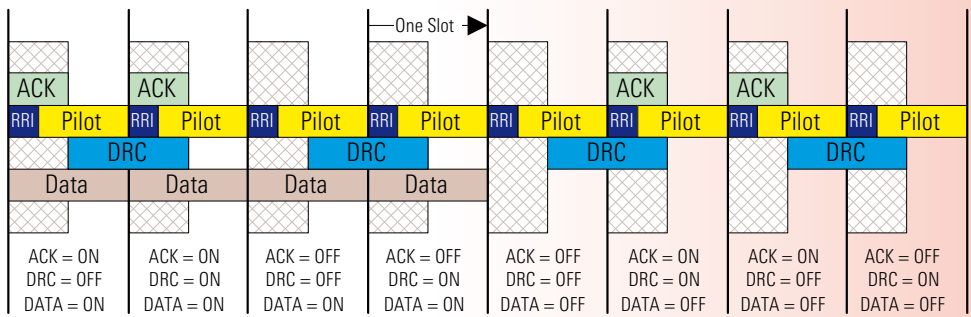 One Slot
ACK ACK ACK ACK
RRI Pilot RRI Pilot RRI Pilot RRI Pilot RRI Pilot RRI Pilot RRI Pilot RRI Pilot
DRC DRC DRC DRC
Data Data Data Data
ACK = ON ACK = ON ACK = OFF ACK = OFF ACK = OFF ACK = ON ACK = ON ACK = OFF
DRC = OFF DRC = ON DRC = OFF DRC = ON DRC = OFF DRC = ON DRC = OFF DRC = ON
DATA = ON DATA = ON DATA = ON DATA = ON DATA = OFF DATA = OFF DATA = OFF DATA = OFF